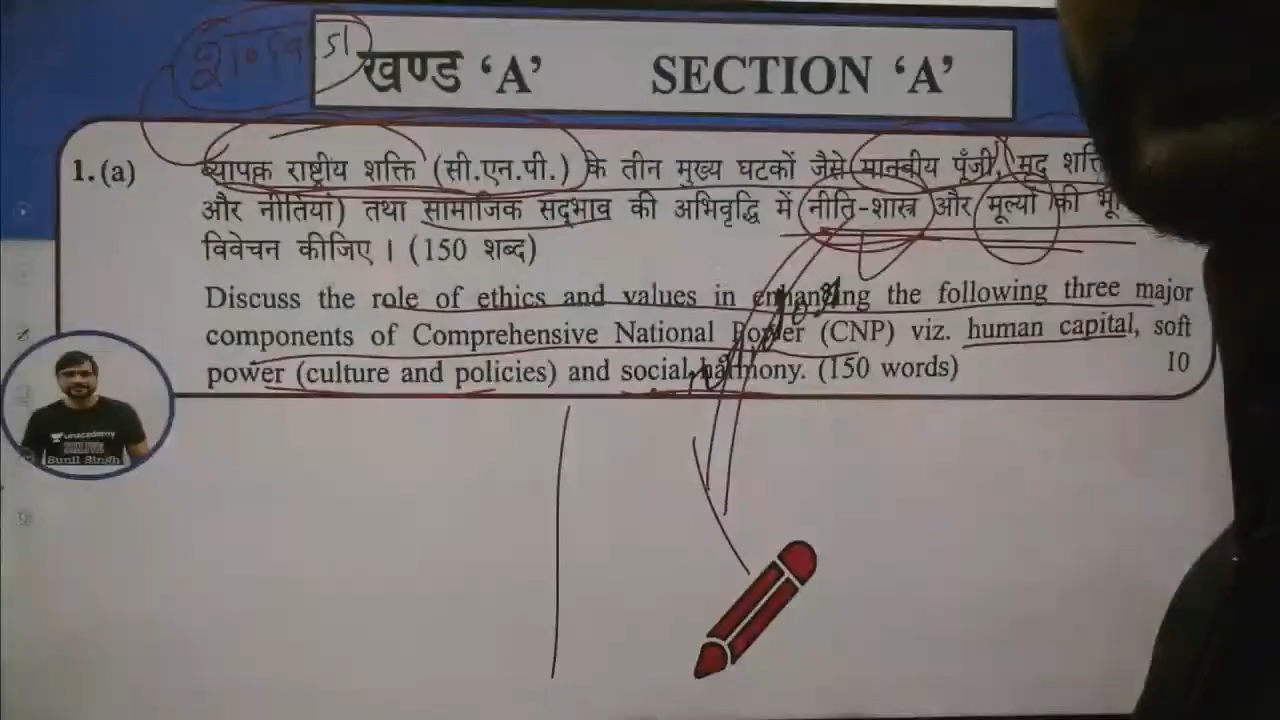 खण्ड ‘A’ SECTION ‘A’
1. (a) व्यापक राष्ट्रीय शक्ति (सी.एन.पी.) के तीन मुख्य घटकों जैसे मानवीय पूँजी, मृदु
और नीतियां) तथा सामाजिक सद्‌भाव की अभिवृद्धि में नीति-शास्त्र और मूल्यों की
विवेचन कीजिए । (150 शब्द)
Discuss the role of ethics and values in enhancing the following three major
components of Comprehensive National Power (CNP) viz. human capital, soft
power (culture and policies) and social harmony. (150 words) 10
unacademy
Sunil Singh